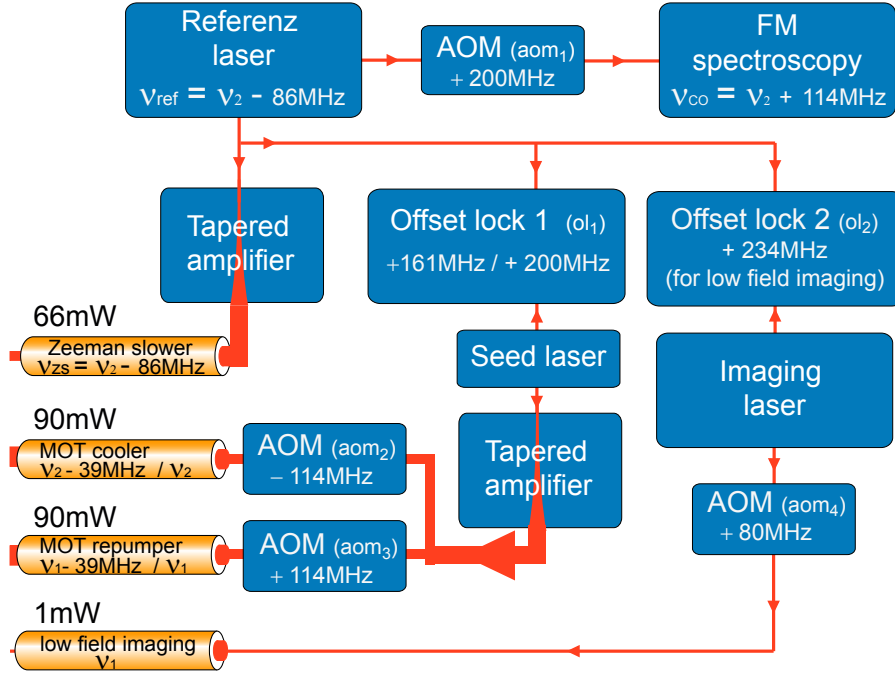 Referenz
laser
νref = ν2 - 86MHz
AOM (aom1)
+ 200MHz
FM
spectroscopy
νCO = ν2 + 114MHz
Tapered
amplifier
Offset lock 1 (ol1)
+161MHz / + 200MHz
Offset lock 2 (ol2)
+ 234MHz
(for low field imaging)
66mW
Zeeman slower
νzs = ν2 - 86MHz
Seed laser
Imaging
laser
90mW
MOT cooler
ν2 - 39MHz / ν2
AOM (aom2)
− 114MHz
Tapered
amplifier
90mW
MOT repumper
ν1 - 39MHz / ν1
AOM (aom3)
+ 114MHz
AOM (aom4)
+ 80MHz
1mW
low field imaging
ν1